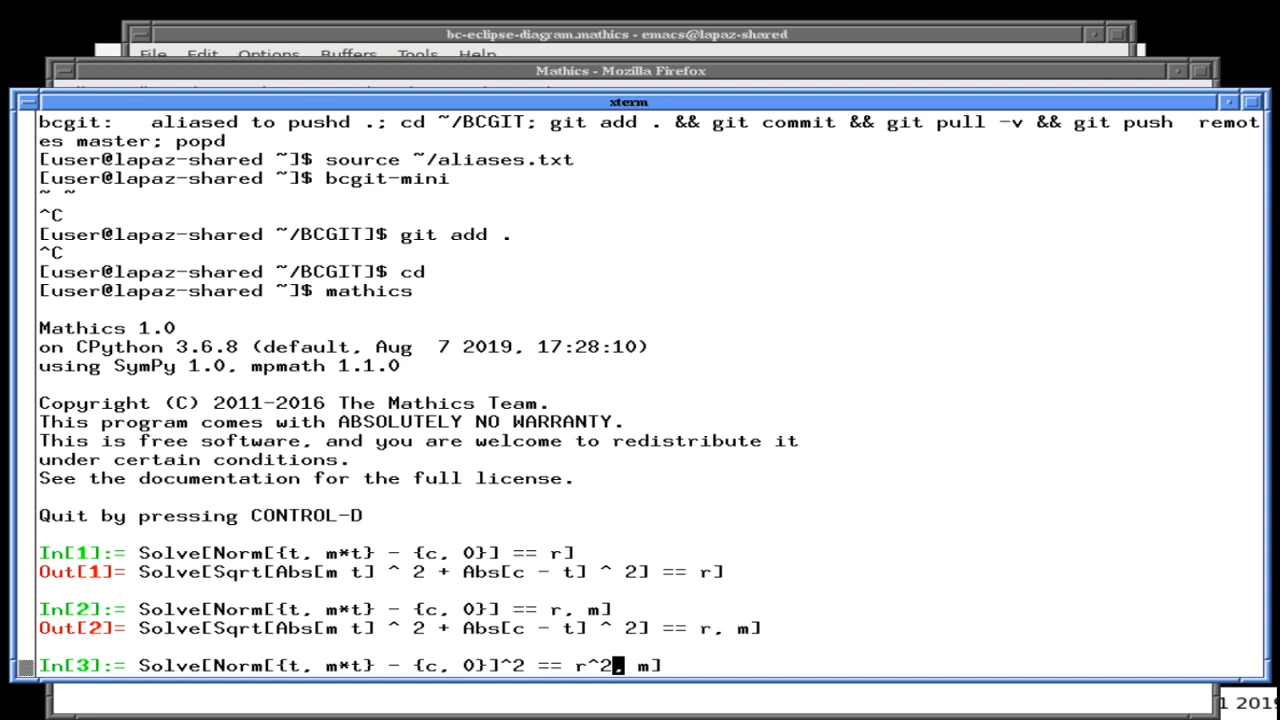 bc-eclipse-diagram.mathics - emacs@lapaz-shared
File Edit Options Buffers Tools Help
Mathics - Mozilla Firefox
xterm
bcgit:   aliased to pushd .; cd ~/BCGIT; git add . && git commit && git pull -v && git push  remot
es master; popd
[user@lapaz-shared ~]$ source ~/aliases.txt
[user@lapaz-shared ~]$ bcgit-mini
~ ~
^C
[user@lapaz-shared ~/BCGIT]$ git add .
^C
[user@lapaz-shared ~/BCGIT]$ cd
[user@lapaz-shared ~]$ mathics
Mathics 1.0
on CPython 3.6.8 (default, Aug  7 2019, 17:28:10)
using SymPy 1.0, mpmath 1.1.0
Copyright (C) 2011-2016 The Mathics Team.
This program comes with ABSOLUTELY NO WARRANTY.
This is free software, and you are welcome to redistribute it
under certain conditions.
See the documentation for the full license.
Quit by pressing CONTROL-D
In[1]:= Solve[Norm[{t, m*t} - {c, 0}] == r]
Out[1]= Solve[Sqrt[Abs[m t] ^ 2 + Abs[c - t] ^ 2] == r]
In[2]:= Solve[Norm[{t, m*t} - {c, 0}] == r, m]
Out[2]= Solve[Sqrt[Abs[m t] ^ 2 + Abs[c - t] ^ 2] == r, m]
In[3]:= Solve[Norm[{t, m*t} - {c, 0}]^2 == r^2, m]